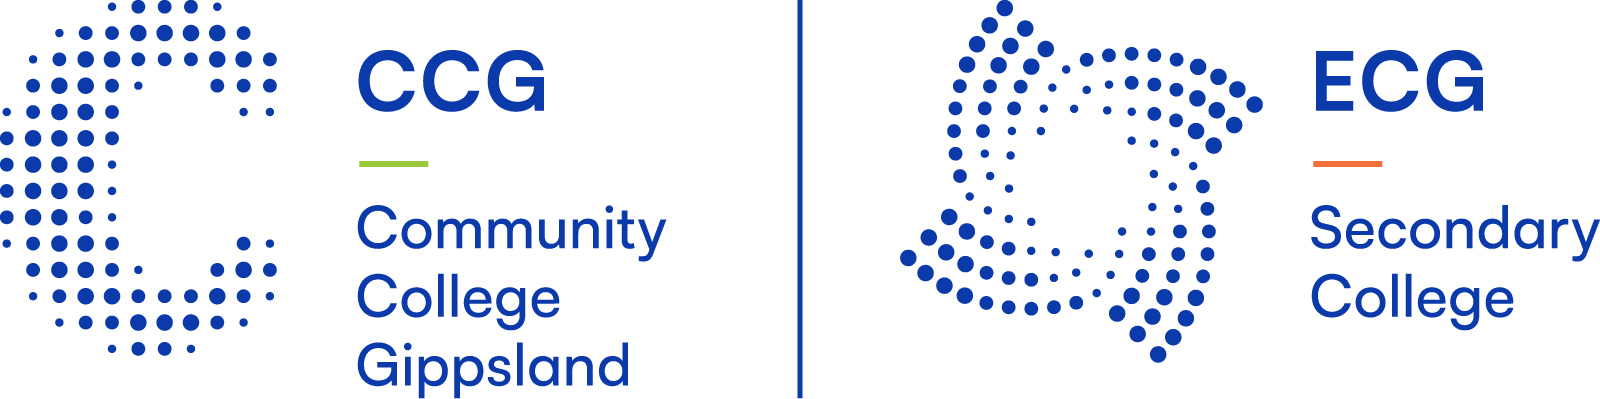 CCG
Community
College
Gippsland
ECG
Secondary
College